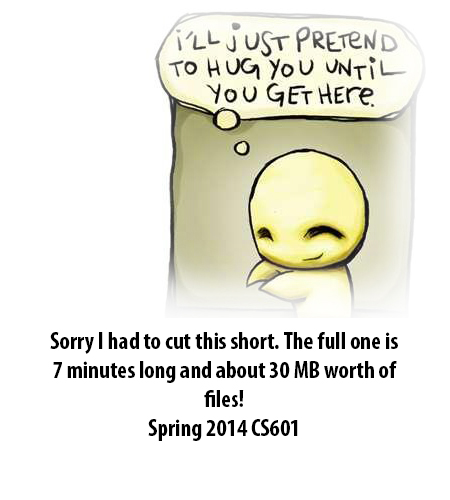 i'LL jUST PRETeND
TO HUG YOU UNTiL
YOU GET HeRe.
Sorry I had to cut this short. The full one is
7 minutes long and about 30 MB worth of
files!
Spring 2014 CS601